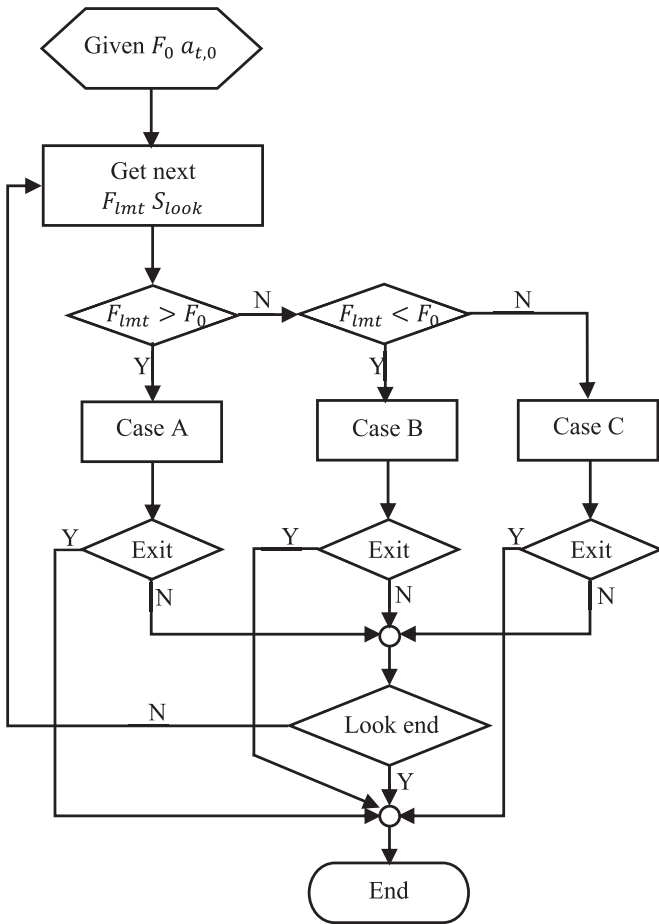 Given F₀ aₜ,₀
Get next
Fₗₘₜ Sₗₒₒₖ
Fₗₘₜ > F₀
N
Fₗₘₜ < F₀
N
Y
Y
Case A
Case B
Case C
Y
Exit
Y
Exit
Y
Exit
N
N
N
N
Look end
Y
End